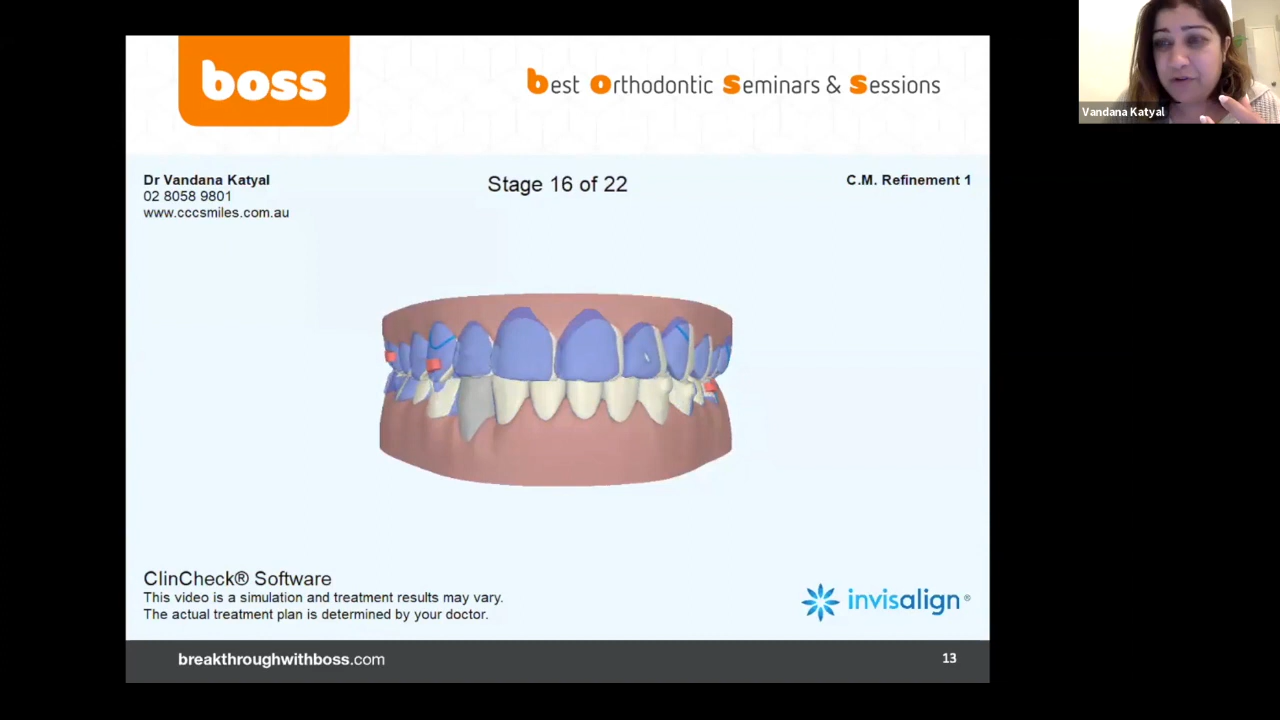 boss
best Orthodontic Seminars & Sessions
Vandana Katyal
Dr Vandana Katyal
02 8058 9801
www.cccsmiles.com.au
Stage 16 of 22
C.M. Refinement 1
ClinCheck® Software
This video is a simulation and treatment results may vary.
The actual treatment plan is determined by your doctor.
invisalign®
breakthroughwithboss.com
13